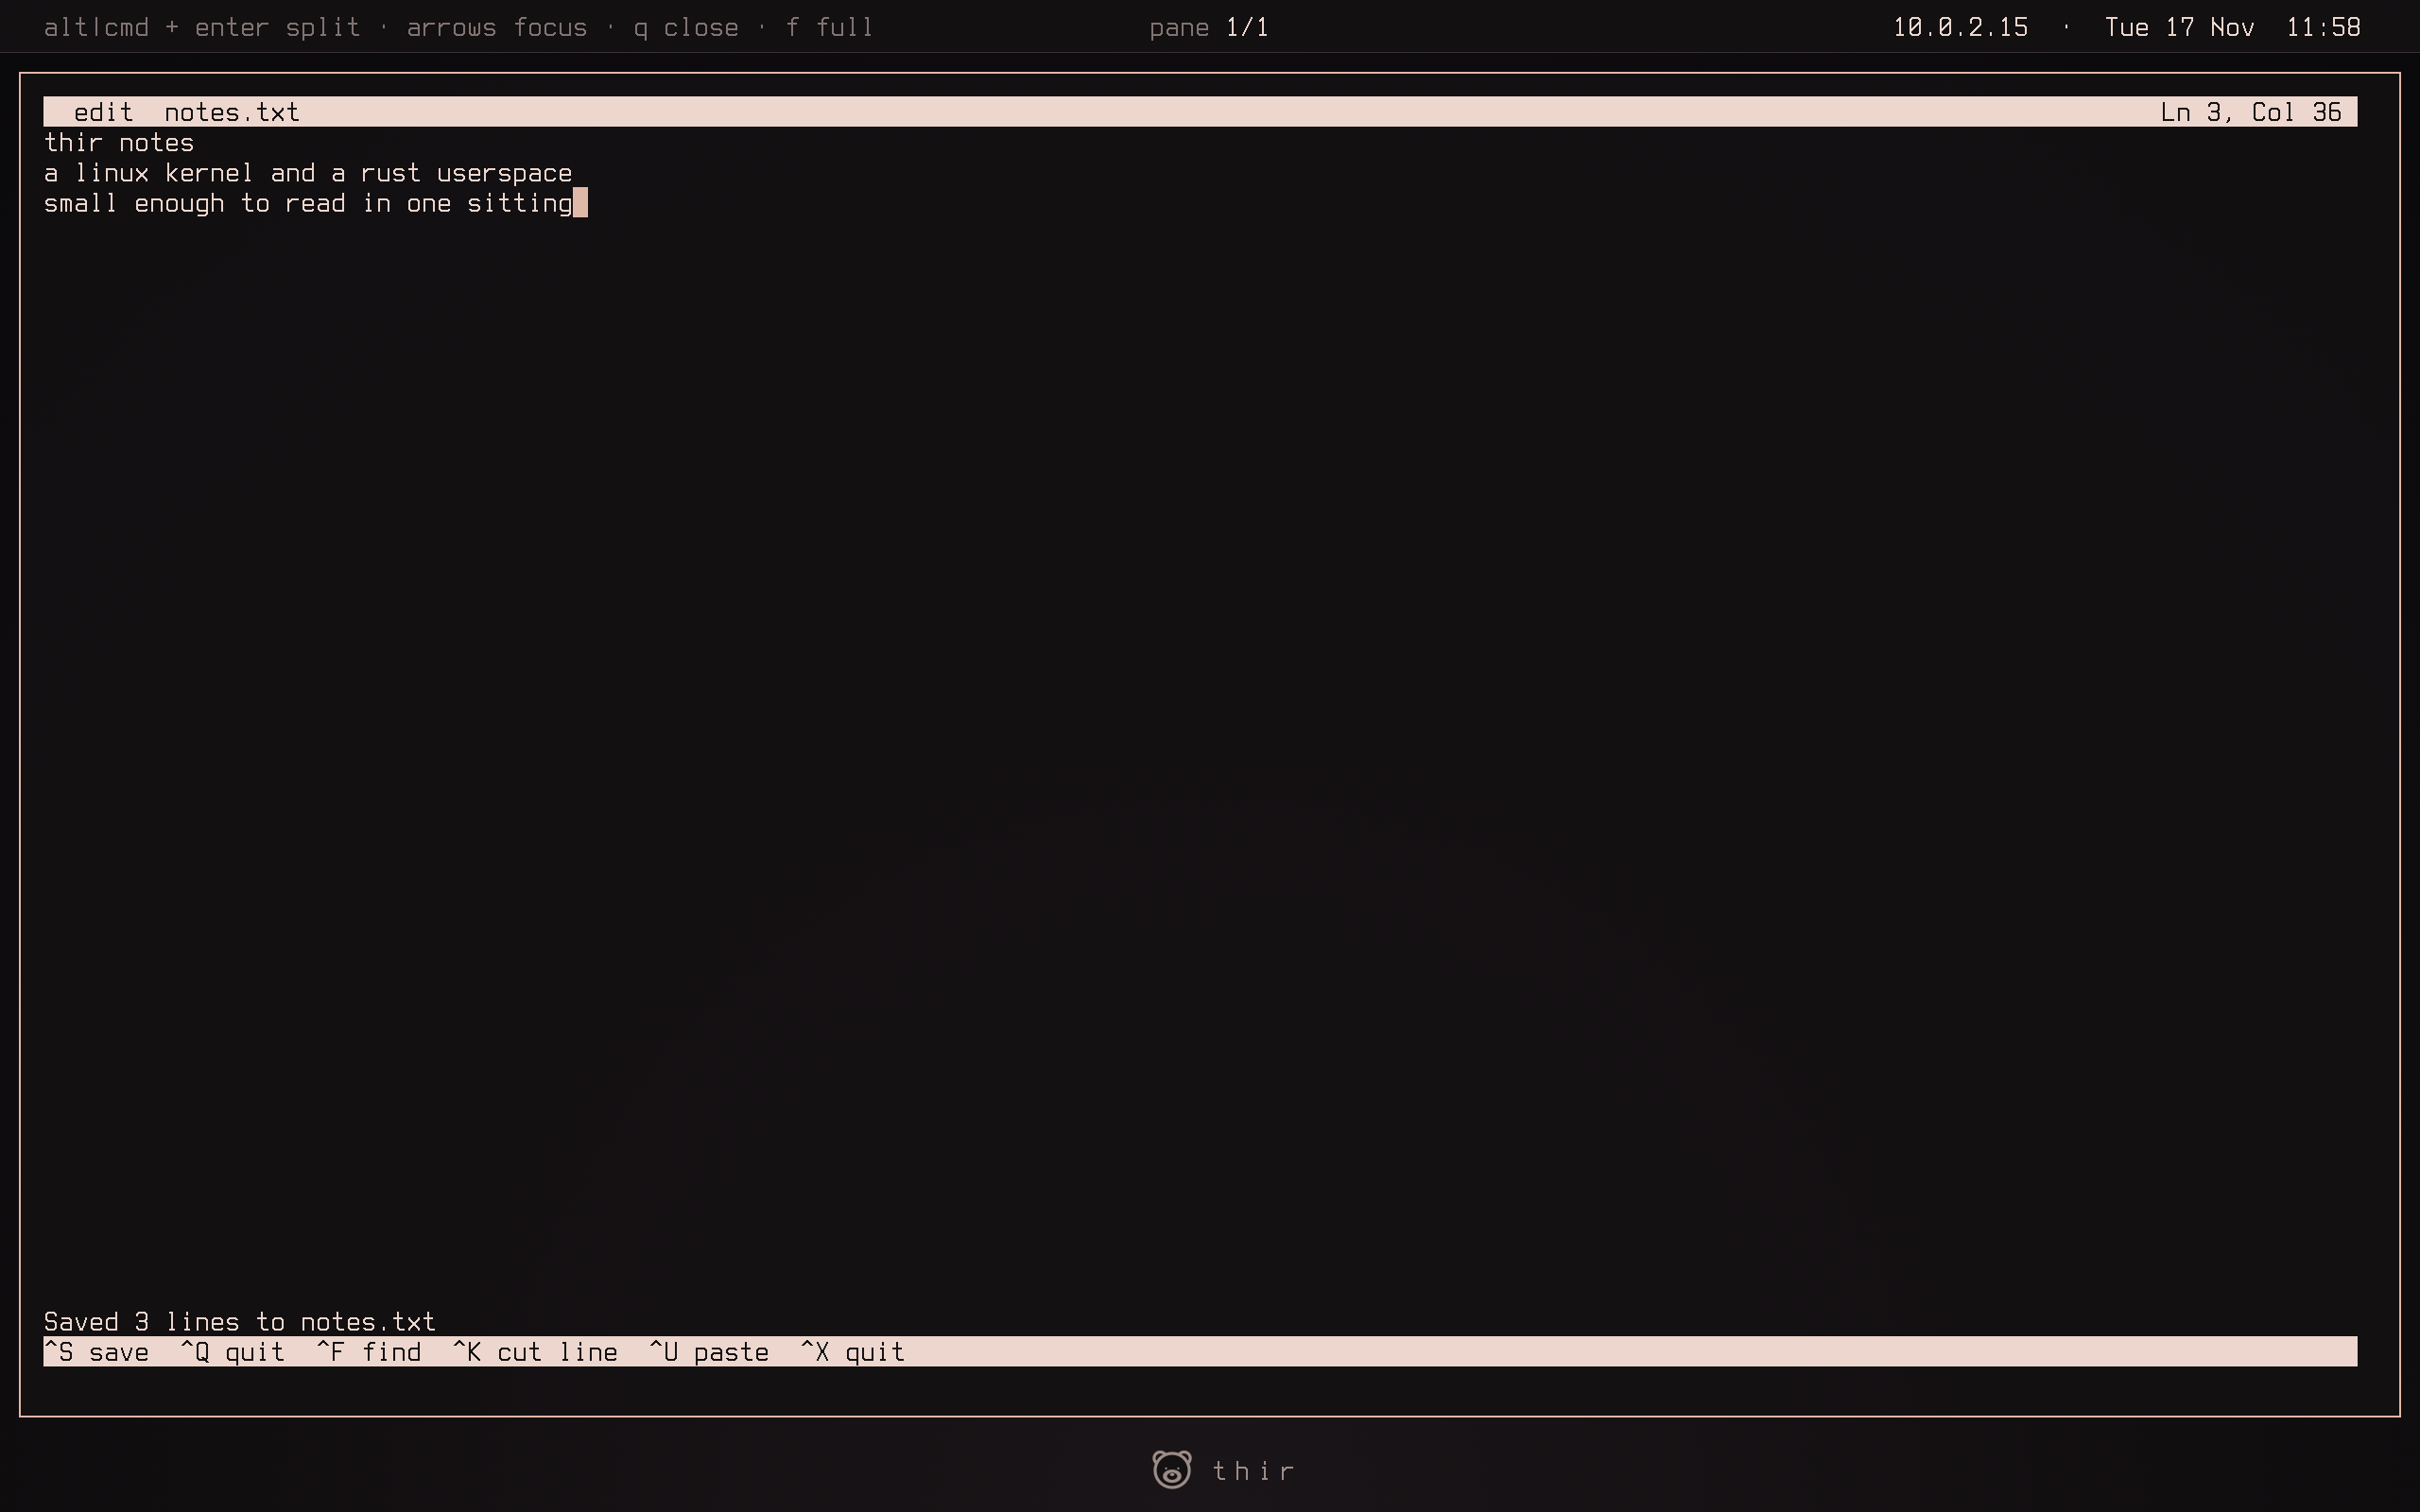 alt|cmd + enter split · arrows focus · q close · f full pane 1/1 10.0.2.15 · Tue 17 Nov 11:58
edit notes.txt Ln 3, Col 36
thir notes
a linux kernel and a rust userspace
small enough to read in one sitting
Saved 3 lines to notes.txt
^S save ^Q quit ^F find ^K cut line ^U paste ^X quit
thir